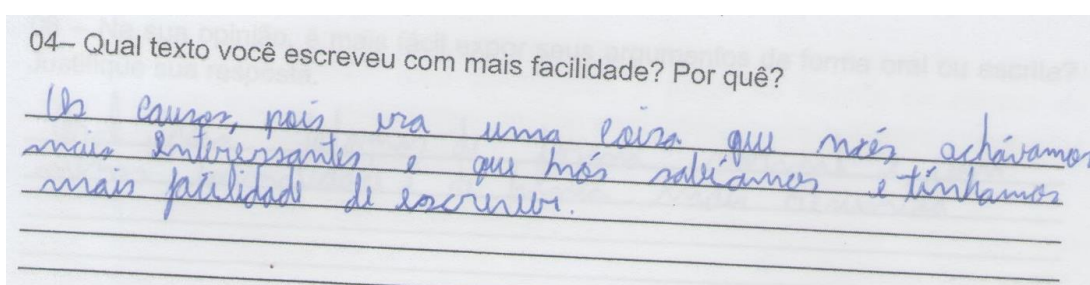 04– Qual texto você escreveu com mais facilidade? Por quê?
Os causos, pois era uma coisa que nós achávamos
mais interessantes e que nós sabíamos e tínhamos
mais facilidade de escrever.